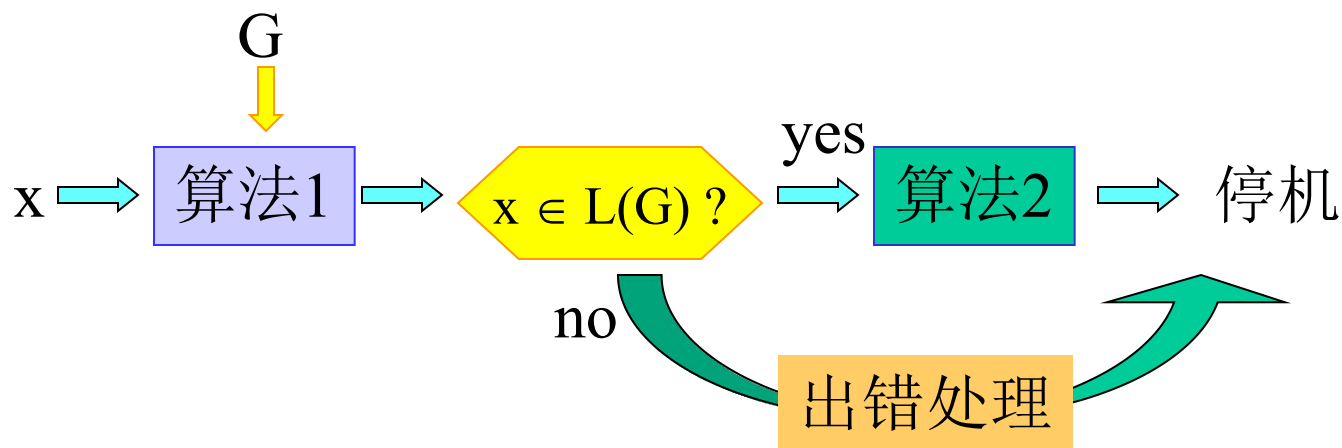 G
x
算法1
x ∈ L(G) ?
yes
算法2
停机
no
出错处理